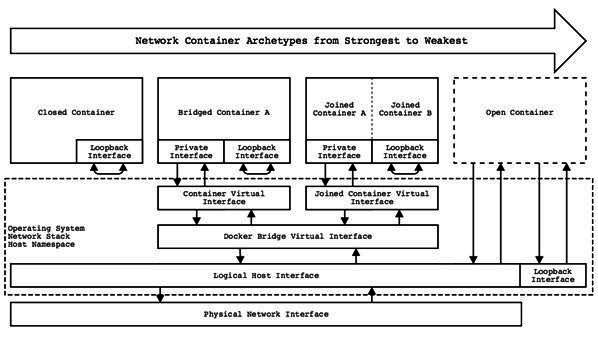 Network Container Archetypes from Strongest to Weakest
Closed Container
Loopback
Interface
Bridged Container A
Private
Interface
Loopback
Interface
Joined
Container A
Joined
Container B
Private
Interface
Loopback
Interface
Open Container
Container Virtual
Interface
Joined Container Virtual
Interface
Operating System
Network Stack
Host Namespace
Docker Bridge Virtual Interface
Logical Host Interface
Loopback
Interface
Physical Network Interface